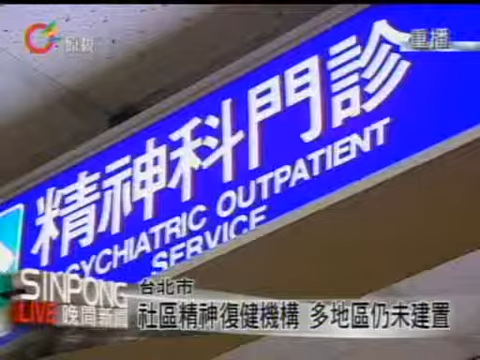 重播
精神科門診
PSYCHIATRIC OUTPATIENT
SERVICE
SINPONG
LIVE 晚間新聞
台北市
社區精神復健機構 多地區仍未建置